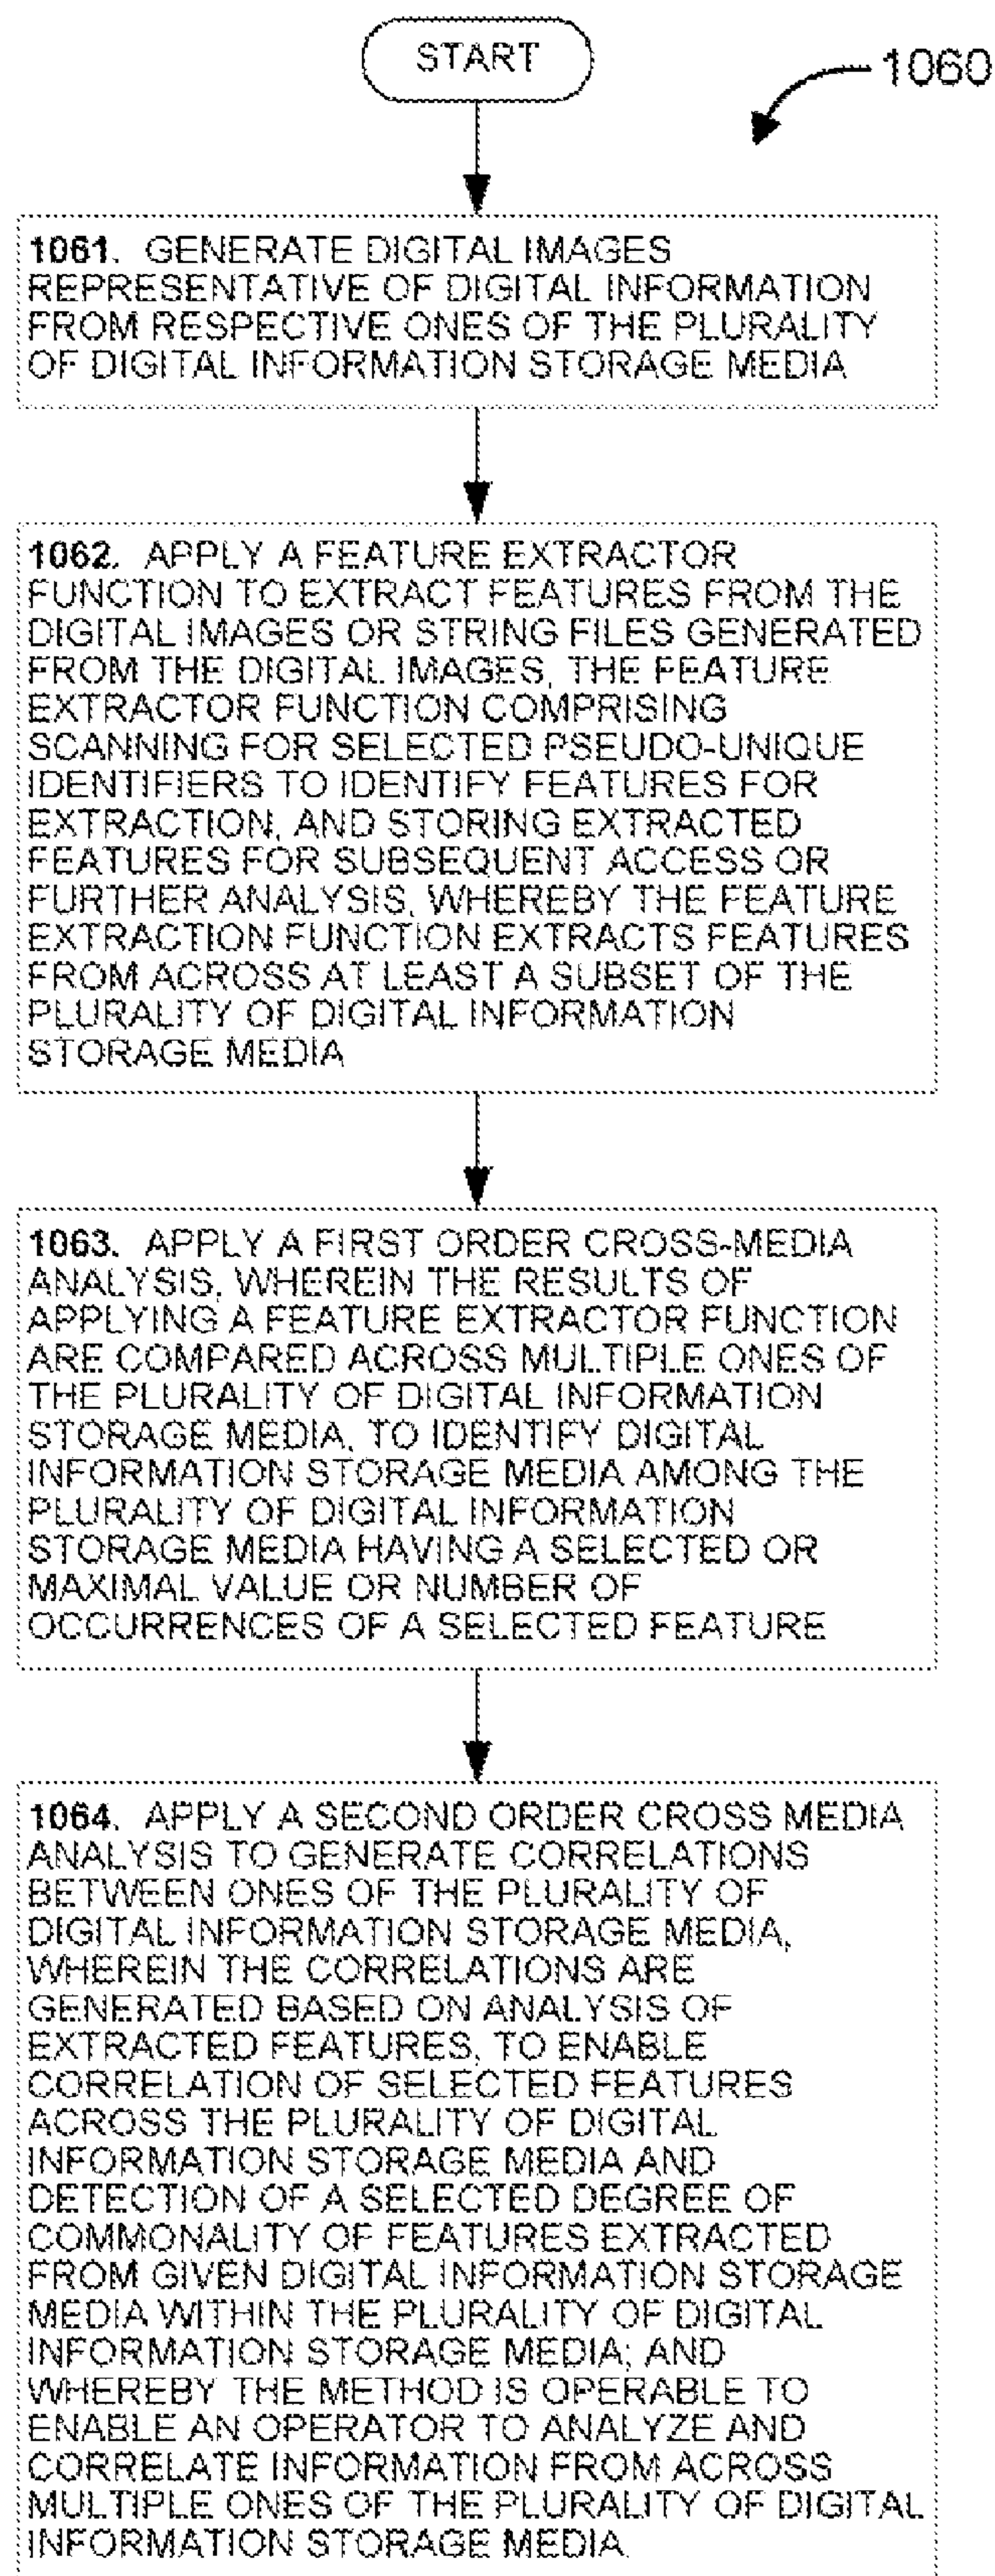 START
1060
1061. GENERATE DIGITAL IMAGES
REPRESENTATIVE OF DIGITAL INFORMATION
FROM RESPECTIVE ONES OF THE PLURALITY
OF DIGITAL INFORMATION STORAGE MEDIA
1062. APPLY A FEATURE EXTRACTOR
FUNCTION TO EXTRACT FEATURES FROM THE
DIGITAL IMAGES OR STRING FILES GENERATED
FROM THE DIGITAL IMAGES, THE FEATURE
EXTRACTOR FUNCTION COMPRISING
SCANNING FOR SELECTED PSEUDO-UNIQUE
IDENTIFIERS TO IDENTIFY FEATURES FOR
EXTRACTION, AND STORING EXTRACTED
FEATURES FOR SUBSEQUENT ACCESS OR
FURTHER ANALYSIS, WHEREBY THE FEATURE
EXTRACTION FUNCTION EXTRACTS FEATURES
FROM ACROSS AT LEAST A SUBSET OF THE
PLURALITY OF DIGITAL INFORMATION
STORAGE MEDIA
1063. APPLY A FIRST ORDER CROSS-MEDIA
ANALYSIS, WHEREIN THE RESULTS OF
APPLYING A FEATURE EXTRACTOR FUNCTION
ARE COMPARED ACROSS MULTIPLE ONES OF
THE PLURALITY OF DIGITAL INFORMATION
STORAGE MEDIA, TO IDENTIFY DIGITAL
INFORMATION STORAGE MEDIA AMONG THE
PLURALITY OF DIGITAL INFORMATION
STORAGE MEDIA HAVING A SELECTED OR
MAXIMAL VALUE OR NUMBER OF
OCCURRENCES OF A SELECTED FEATURE
1064. APPLY A SECOND ORDER CROSS MEDIA
ANALYSIS TO GENERATE CORRELATIONS
BETWEEN ONES OF THE PLURALITY OF
DIGITAL INFORMATION STORAGE MEDIA,
WHEREIN THE CORRELATIONS ARE
GENERATED BASED ON ANALYSIS OF
EXTRACTED FEATURES, TO ENABLE
CORRELATION OF SELECTED FEATURES
ACROSS THE PLURALITY OF DIGITAL
INFORMATION STORAGE MEDIA AND
DETECTION OF A SELECTED DEGREE OF
COMMONALITY OF FEATURES EXTRACTED
FROM GIVEN DIGITAL INFORMATION STORAGE
MEDIA WITHIN THE PLURALITY OF DIGITAL
INFORMATION STORAGE MEDIA; AND
WHEREBY THE METHOD IS OPERABLE TO
ENABLE AN OPERATOR TO ANALYZE AND
CORRELATE INFORMATION FROM ACROSS
MULTIPLE ONES OF THE PLURALITY OF DIGITAL
INFORMATION STORAGE MEDIA.